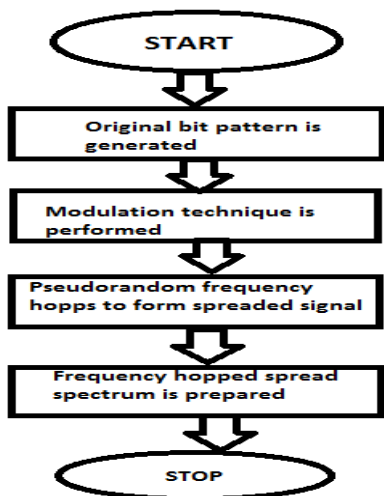 START
Original bit pattern is
generated
Modulation technique is
performed
Pseudorandom frequency
hopps to form spreaded signal
Frequency hopped spread
spectrum is prepared
STOP